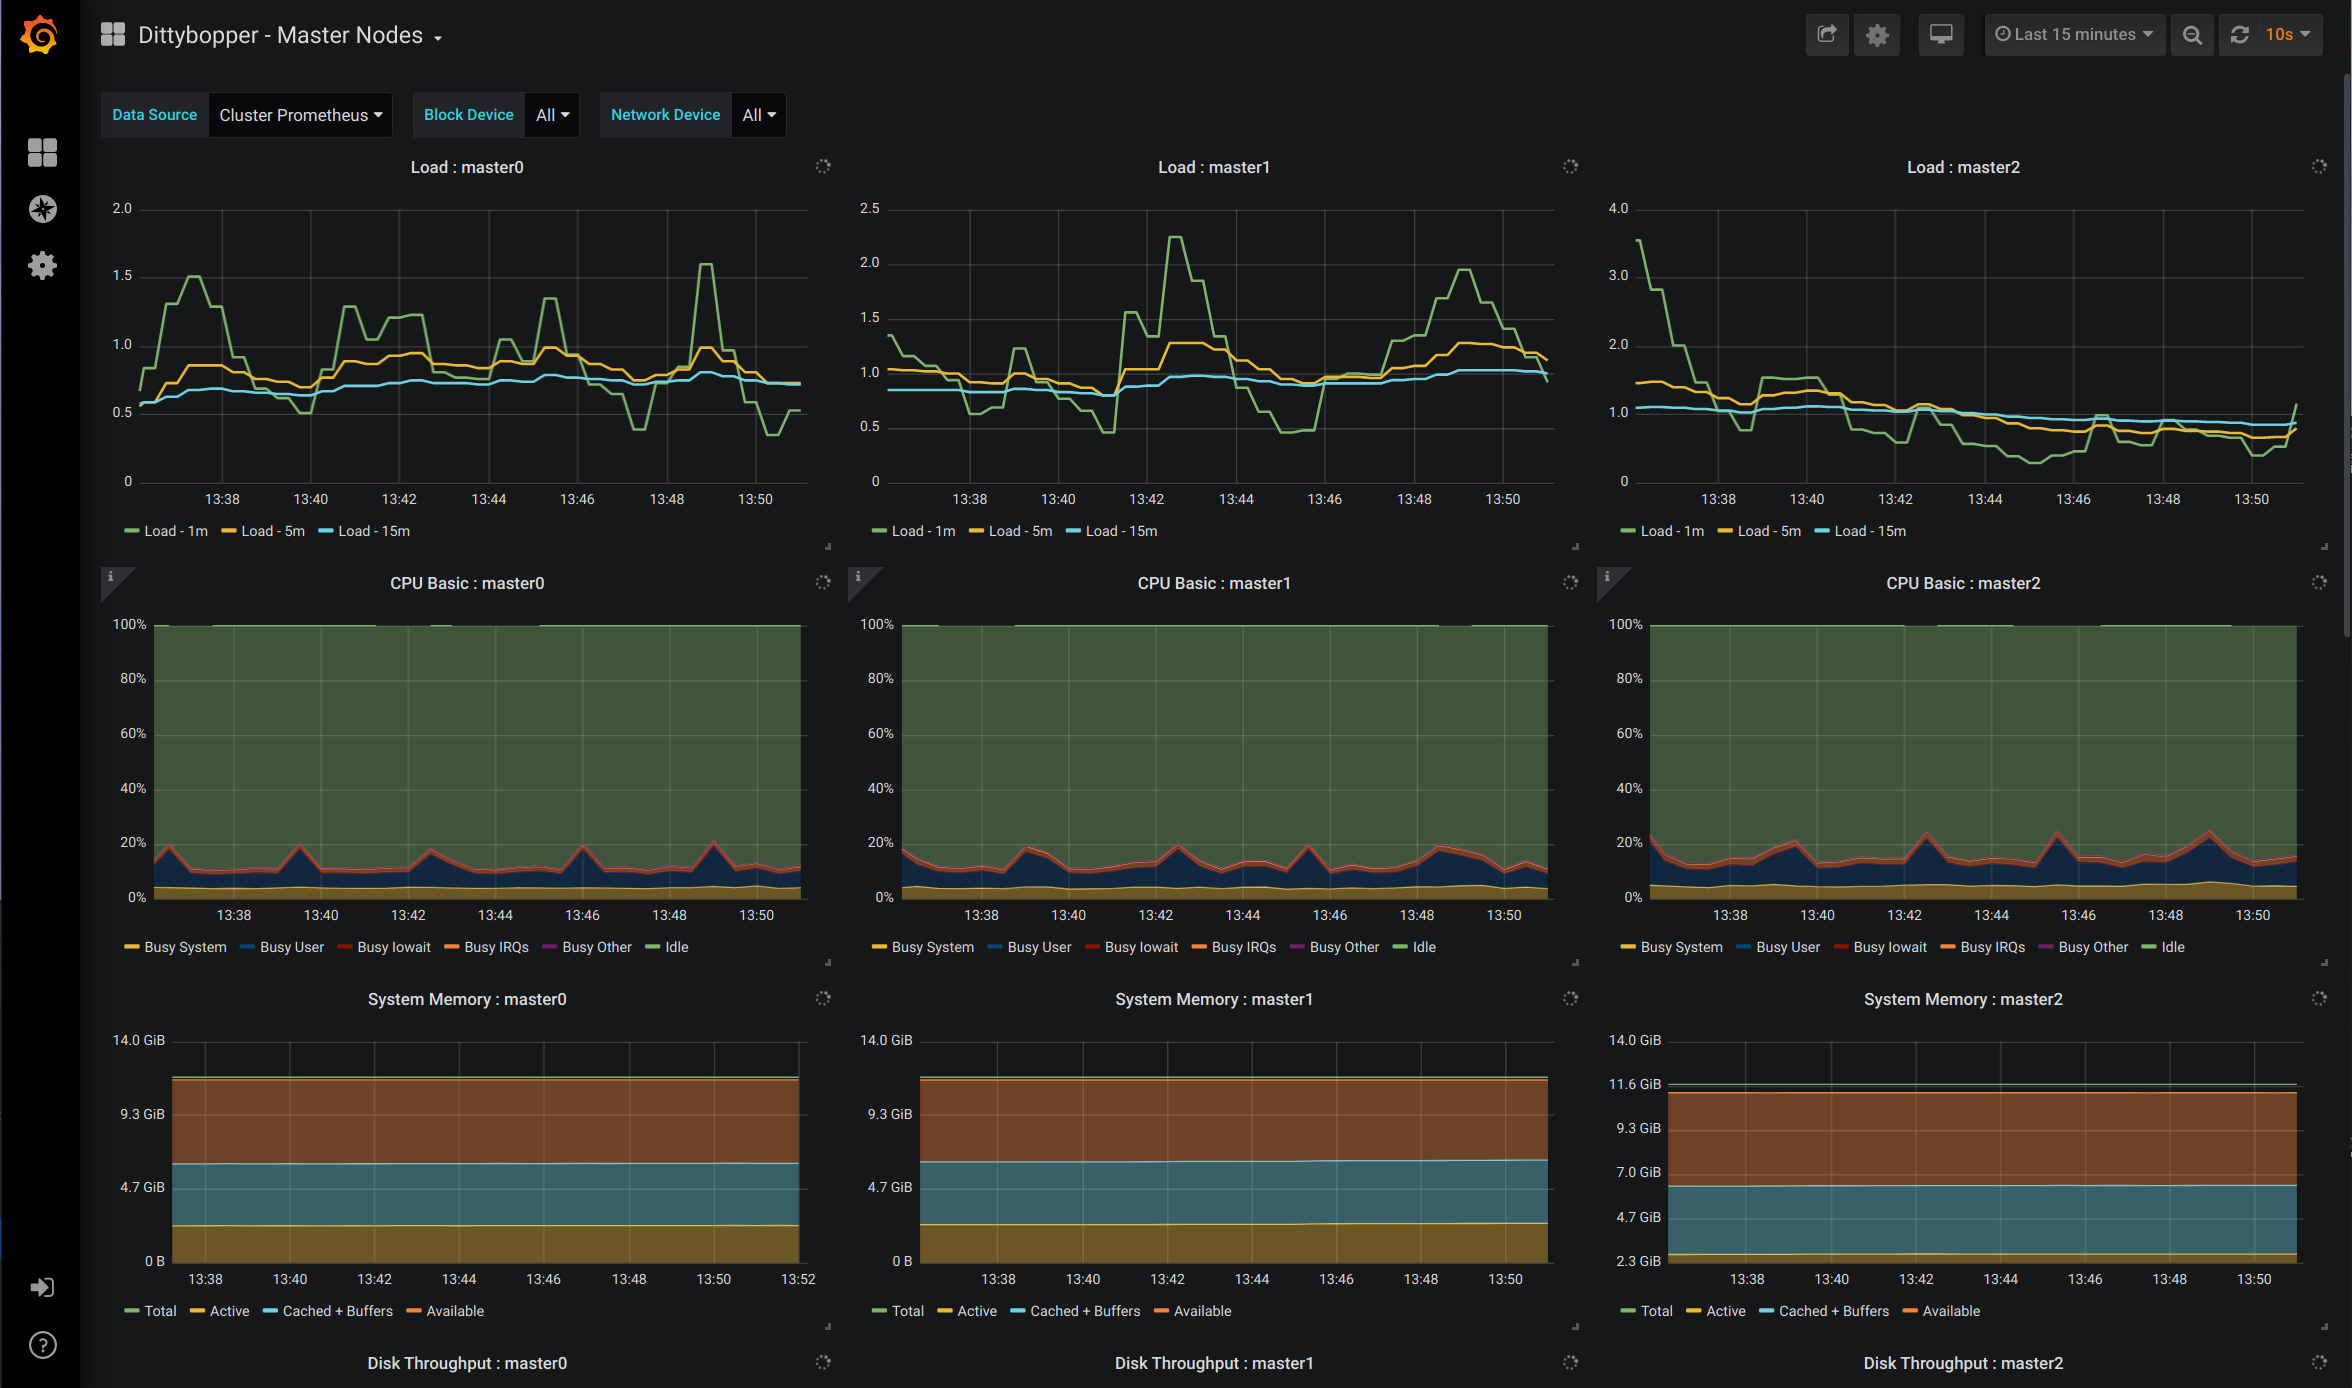 Dittybopper - Master Nodes
Last 15 minutes
10s
Data Source Cluster Prometheus Block Device All Network Device All
Load : master0
2.0
1.5
1.0
0.5
0
13:38 13:40 13:42 13:44 13:46 13:48 13:50
Load - 1m Load - 5m Load - 15m
Load : master1
2.5
2.0
1.5
1.0
0.5
0
13:38 13:40 13:42 13:44 13:46 13:48 13:50
Load - 1m Load - 5m Load - 15m
Load : master2
4.0
3.0
2.0
1.0
0
13:38 13:40 13:42 13:44 13:46 13:48 13:50
Load - 1m Load - 5m Load - 15m
i
CPU Basic : master0
100%
80%
60%
40%
20%
0%
13:38 13:40 13:42 13:44 13:46 13:48 13:50
Busy System Busy User Busy Iowait Busy IRQs Busy Other Idle
i
CPU Basic : master1
100%
80%
60%
40%
20%
0%
13:38 13:40 13:42 13:44 13:46 13:48 13:50
Busy System Busy User Busy Iowait Busy IRQs Busy Other Idle
i
CPU Basic : master2
100%
80%
60%
40%
20%
0%
13:38 13:40 13:42 13:44 13:46 13:48 13:50
Busy System Busy User Busy Iowait Busy IRQs Busy Other Idle
System Memory : master0
14.0 GiB
9.3 GiB
4.7 GiB
0 B
13:38 13:40 13:42 13:44 13:46 13:48 13:50 13:52
Total Active Cached + Buffers Available
System Memory : master1
14.0 GiB
9.3 GiB
4.7 GiB
0 B
13:38 13:40 13:42 13:44 13:46 13:48 13:50
Total Active Cached + Buffers Available
System Memory : master2
14.0 GiB
11.6 GiB
9.3 GiB
7.0 GiB
4.7 GiB
2.3 GiB
13:38 13:40 13:42 13:44 13:46 13:48 13:50
Total Active Cached + Buffers Available
Disk Throughput : master0
Disk Throughput : master1
Disk Throughput : master2
?